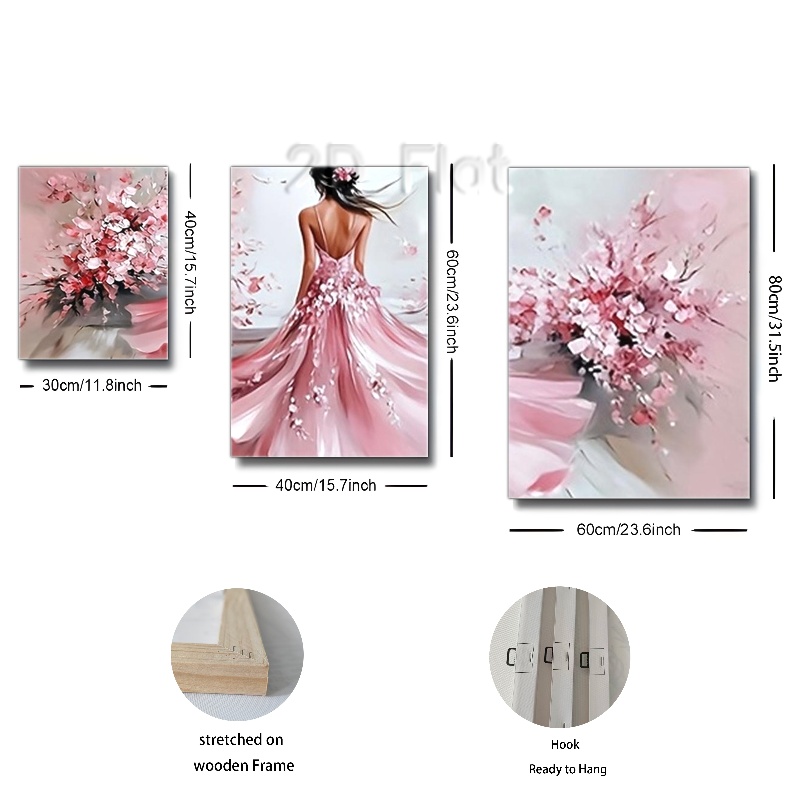 2D_Flat
40cm/15.7inch
30cm/11.8inch
60cm/23.6inch
40cm/15.7inch
80cm/31.5inch
60cm/23.6inch
stretched on
wooden Frame
Hook
Ready to Hang